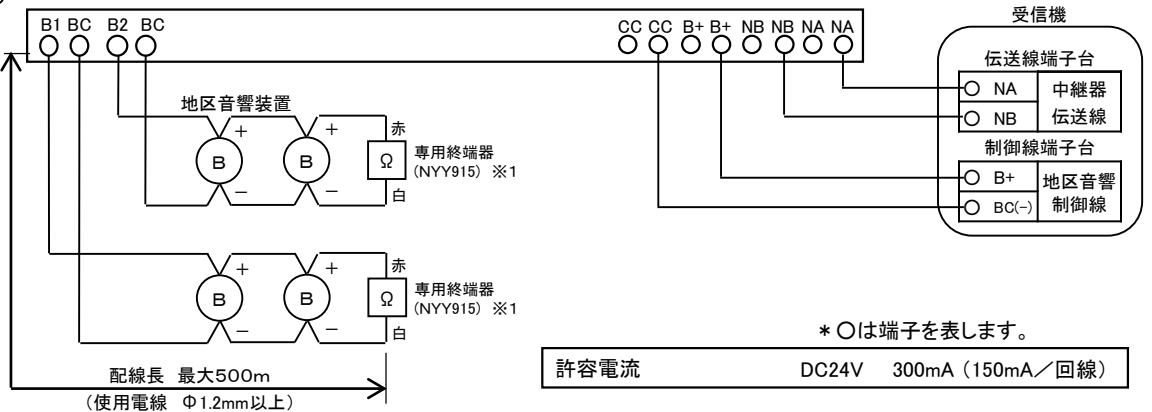 B1 BC B2 BC
CC CC B+ B+ NB NB NA NA
受信機
伝送線端子台
NA 中継器
NB 伝送線
制御線端子台
B+ 地区音響
BC(-) 制御線
地区音響装置
+ + 赤
B B Ω
専用終端器
(NYY915) ※1
- - 白
+ + 赤
B B Ω
専用終端器
(NYY915) ※1
- - 白
配線長 最大500m
(使用電線 Φ1.2mm以上)
*○は端子を表します。
許容電流 DC24V 300mA(150mA/回線)